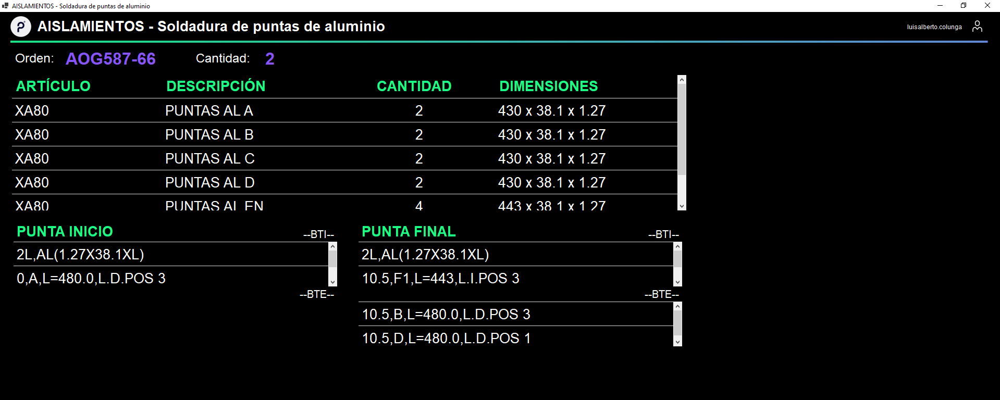 AISLAMIENTOS - Soldadura de puntas de aluminio
AISLAMIENTOS - Soldadura de puntas de aluminio
luisalberto.colunga
Orden: AOG587-66 Cantidad: 2
ARTÍCULO DESCRIPCIÓN CANTIDAD DIMENSIONES
XA80 PUNTAS AL A 2 430 x 38.1 x 1.27
XA80 PUNTAS AL B 2 430 x 38.1 x 1.27
XA80 PUNTAS AL C 2 430 x 38.1 x 1.27
XA80 PUNTAS AL D 2 430 x 38.1 x 1.27
XA80 PUNTAS AL FN 4 443 x 38.1 x 1.27
PUNTA INICIO --BTI--
2L,AL(1.27X38.1XL)
0,A,L=480.0,L.D.POS 3
--BTE--
PUNTA FINAL --BTI--
2L,AL(1.27X38.1XL)
10.5,F1,L=443,L.I.POS 3
--BTE--
10.5,B,L=480.0,L.D.POS 3
10.5,D,L=480.0,L.D.POS 1